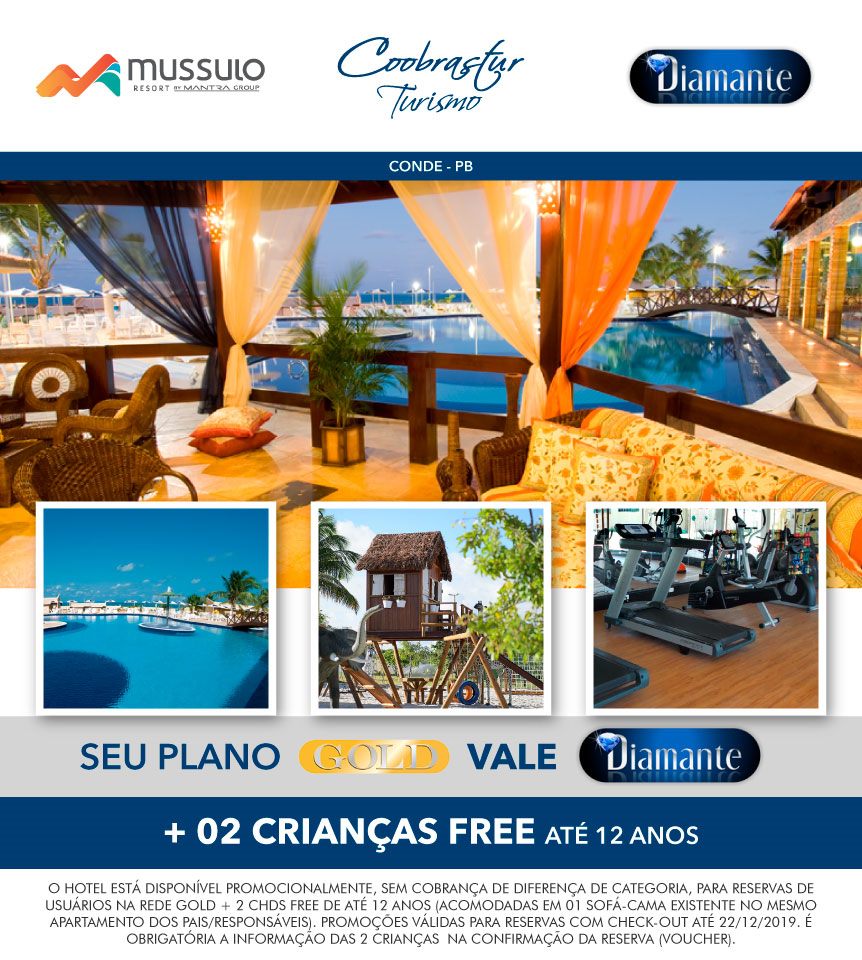 mussulo
RESORT BY MANTRA GROUP
Coobrastur
Turismo
Diamante
CONDE - PB
SEU PLANO GOLD VALE Diamante
+ 02 CRIANÇAS FREE ATÉ 12 ANOS
O HOTEL ESTÁ DISPONÍVEL PROMOCIONALMENTE, SEM COBRANÇA DE DIFERENÇA DE CATEGORIA, PARA RESERVAS DE
USUÁRIOS NA REDE GOLD + 2 CHDS FREE DE ATÉ 12 ANOS (ACOMODADAS EM 01 SOFÁ-CAMA EXISTENTE NO MESMO
APARTAMENTO DOS PAIS/RESPONSÁVEIS). PROMOÇÕES VÁLIDAS PARA RESERVAS COM CHECK-OUT ATÉ 22/12/2019. É
OBRIGATÓRIA A INFORMAÇÃO DAS 2 CRIANÇAS NA CONFIRMAÇÃO DA RESERVA (VOUCHER).